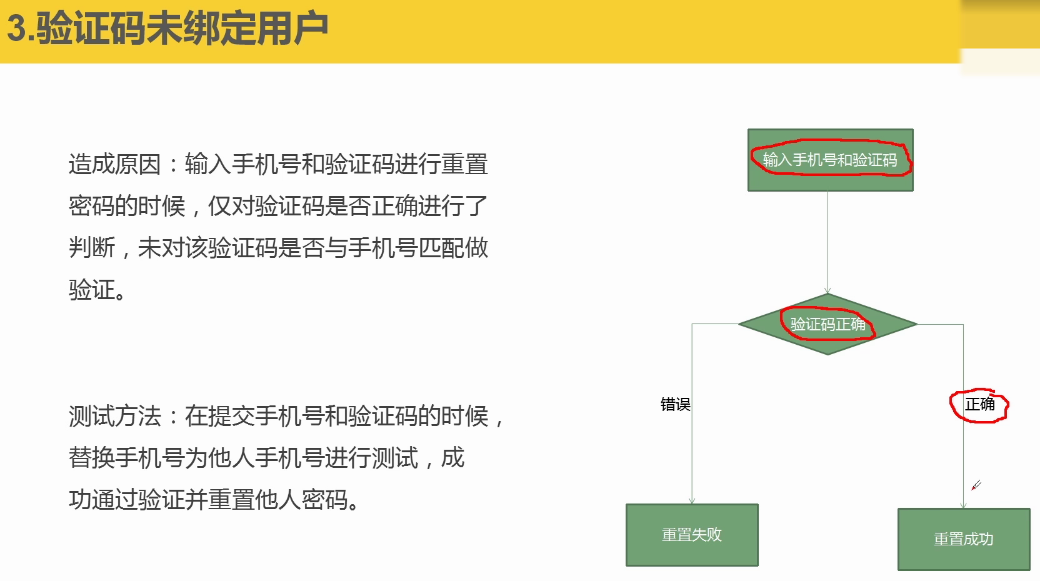 3.验证码未绑定用户
造成原因：输入手机号和验证码进行重置
密码的时候，仅对验证码是否正确进行了
判断，未对该验证码是否与手机号匹配做
验证。
测试方法：在提交手机号和验证码的时候，
替换手机号为他人手机号进行测试，成
功通过验证并重置他人密码。
输入手机号和验证码
验证码正确
错误
正确
重置失败
重置成功